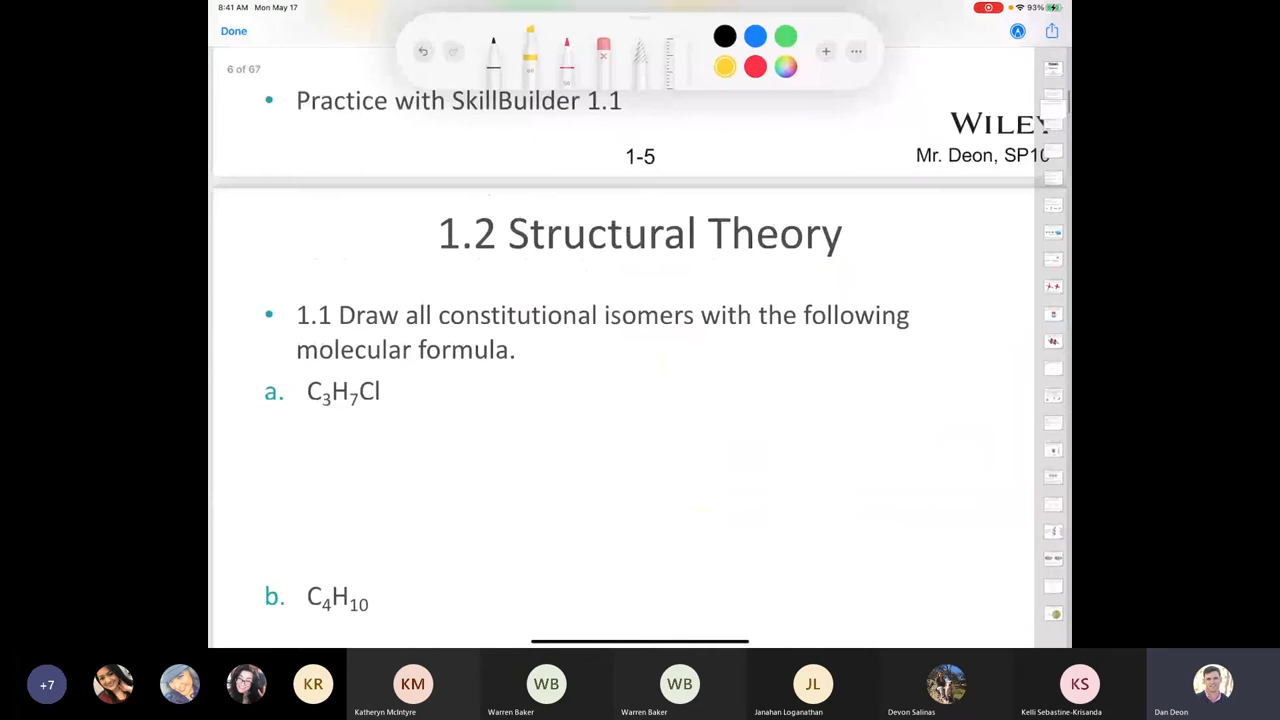 8:41 AM Mon May 17
93%
Done
6 of 67
• Practice with SkillBuilder 1.1
WILEY
1-5
Mr. Deon, SP10
1.2 Structural Theory
• 1.1 Draw all constitutional isomers with the following
molecular formula.
a. C₃H₇Cl
b. C₄H₁₀
+7
KR
KM
WB
WB
JL
KS
Katheryn McIntyre
Warren Baker
Warren Baker
Janahan Loganathan
Devon Salinas
Kelli Sebastine-Krisanda
Dan Deon